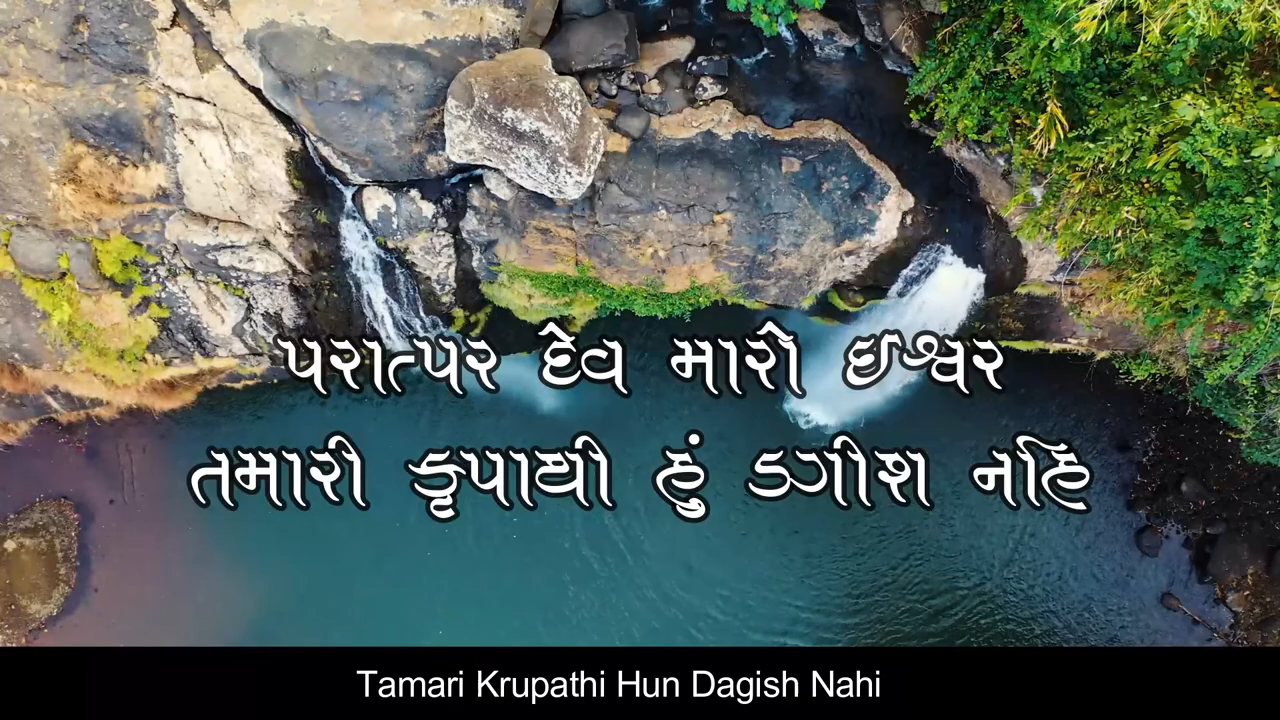 પરાત્પર દેવ મારો ઈશ્વર
તમારી કૃપાથી હું ડગીશ નહિ
Tamari Krupathi Hun Dagish Nahi